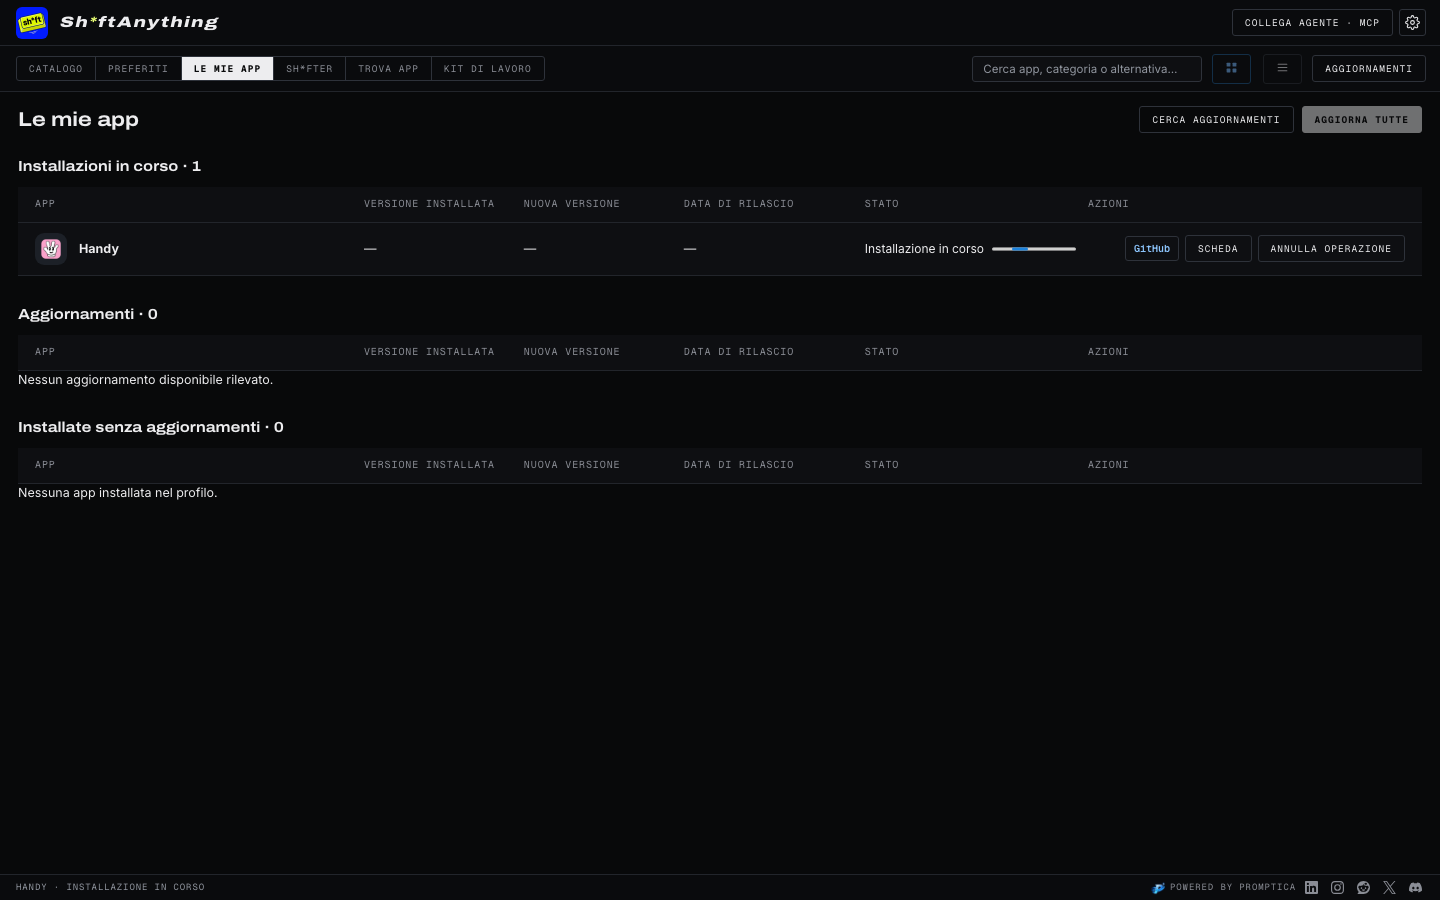 sh*ft Sh*ftAnything COLLEGA AGENTE · MCP
CATALOGO PREFERITI LE MIE APP SH*FTER TROVA APP KIT DI LAVORO Cerca app, categoria o alternativa... AGGIORNAMENTI
Le mie app CERCA AGGIORNAMENTI AGGIORNA TUTTE
Installazioni in corso · 1
APP VERSIONE INSTALLATA NUOVA VERSIONE DATA DI RILASCIO STATO AZIONI
Handy — — — Installazione in corso GitHub SCHEDA ANNULLA OPERAZIONE
Aggiornamenti · 0
APP VERSIONE INSTALLATA NUOVA VERSIONE DATA DI RILASCIO STATO AZIONI
Nessun aggiornamento disponibile rilevato.
Installate senza aggiornamenti · 0
APP VERSIONE INSTALLATA NUOVA VERSIONE DATA DI RILASCIO STATO AZIONI
Nessuna app installata nel profilo.
HANDY · INSTALLAZIONE IN CORSO POWERED BY PROMPTICA